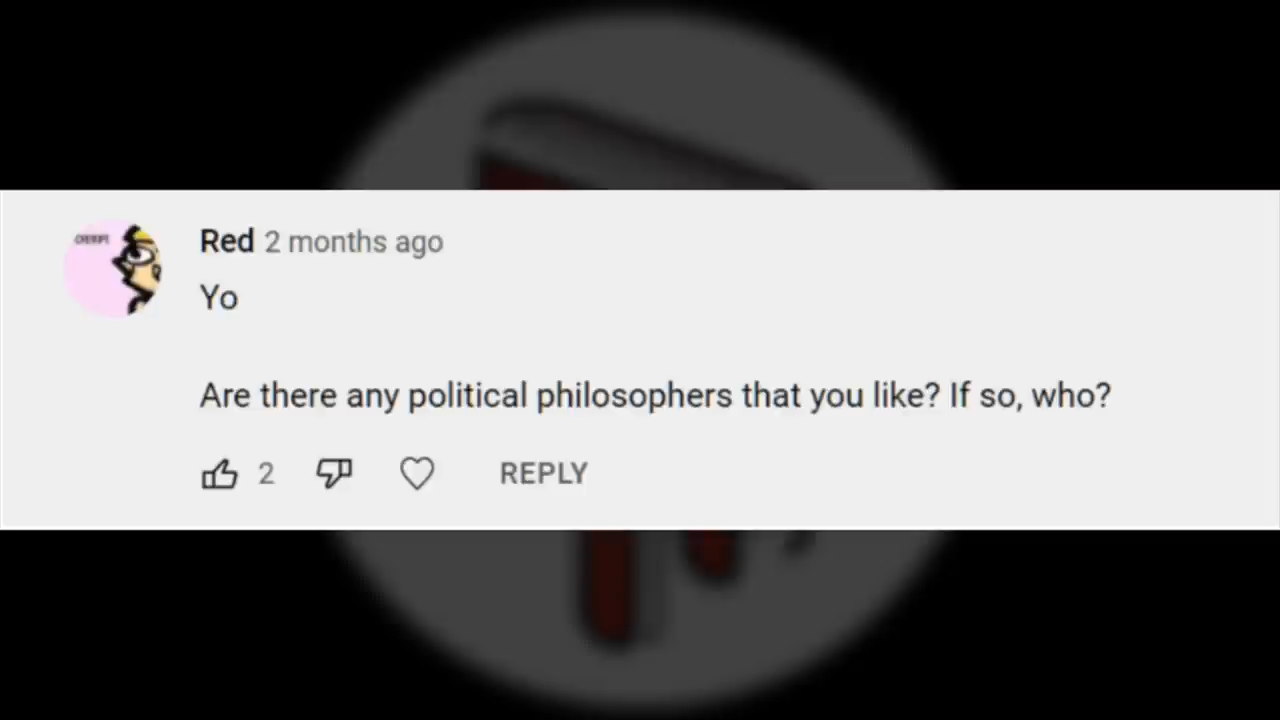 Red 2 months ago
Yo
Are there any political philosophers that you like? If so, who?
2 REPLY